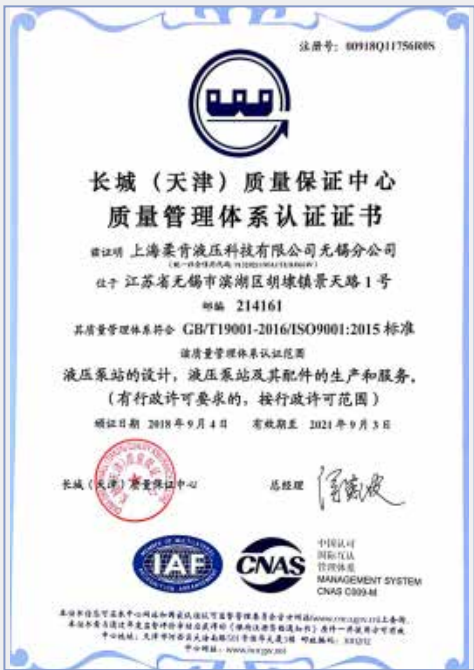 注册号：00918Q11756R0S
长城（天津）质量保证中心
质量管理体系认证证书
兹证明 上海柔肯液压科技有限公司无锡分公司
位于 江苏省无锡市滨湖区胡埭镇景天路1号
邮编 214161
其质量管理体系符合 GB/T19001-2016/ISO9001:2015 标准
该质量管理体系认证范围
液压泵站的设计，液压泵站及其配件的生产和服务。
（有行政许可要求的，按行政许可范围）
颁证日期 2018年9月4日 有效期至 2021年9月3日
长城（天津）质量保证中心 总经理
IAF
CNAS
中国认可
国际互认
管理体系
MANAGEMENT SYSTEM
CNAS C009-M